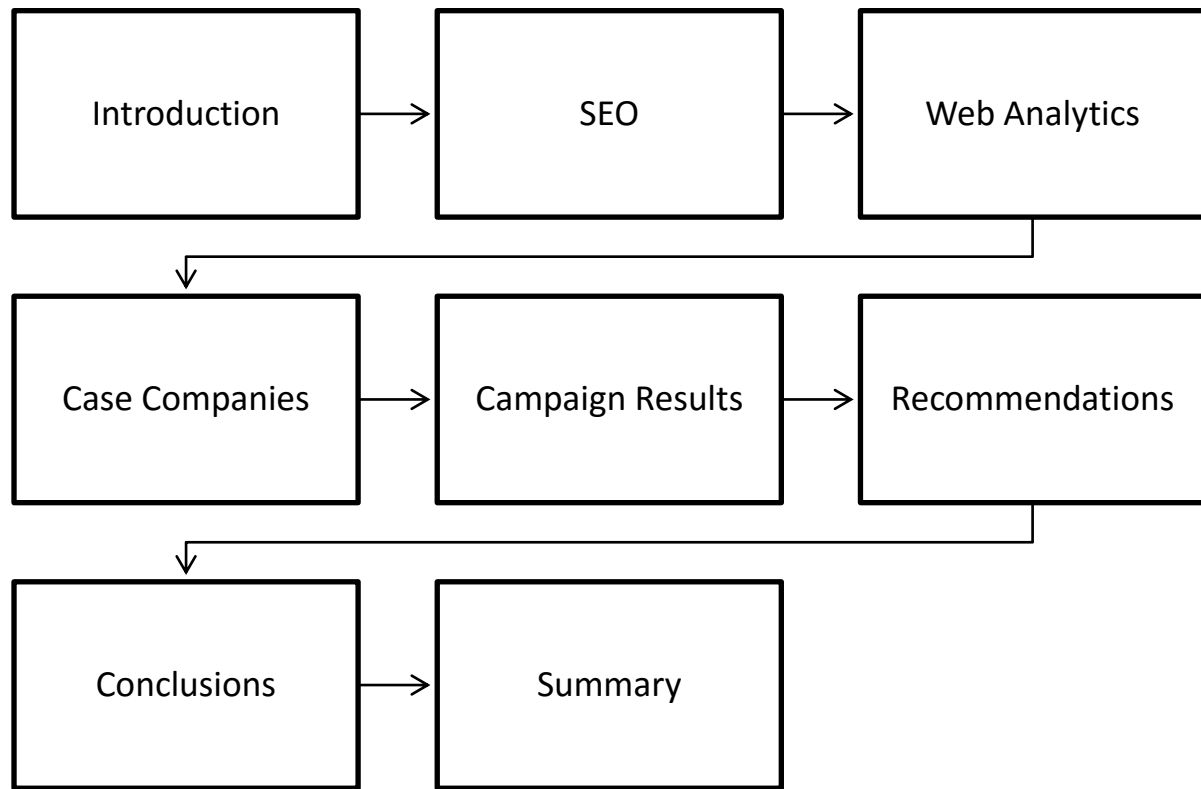 Introduction
SEO
Web Analytics
Case Companies
Campaign Results
Recommendations
Conclusions
Summary